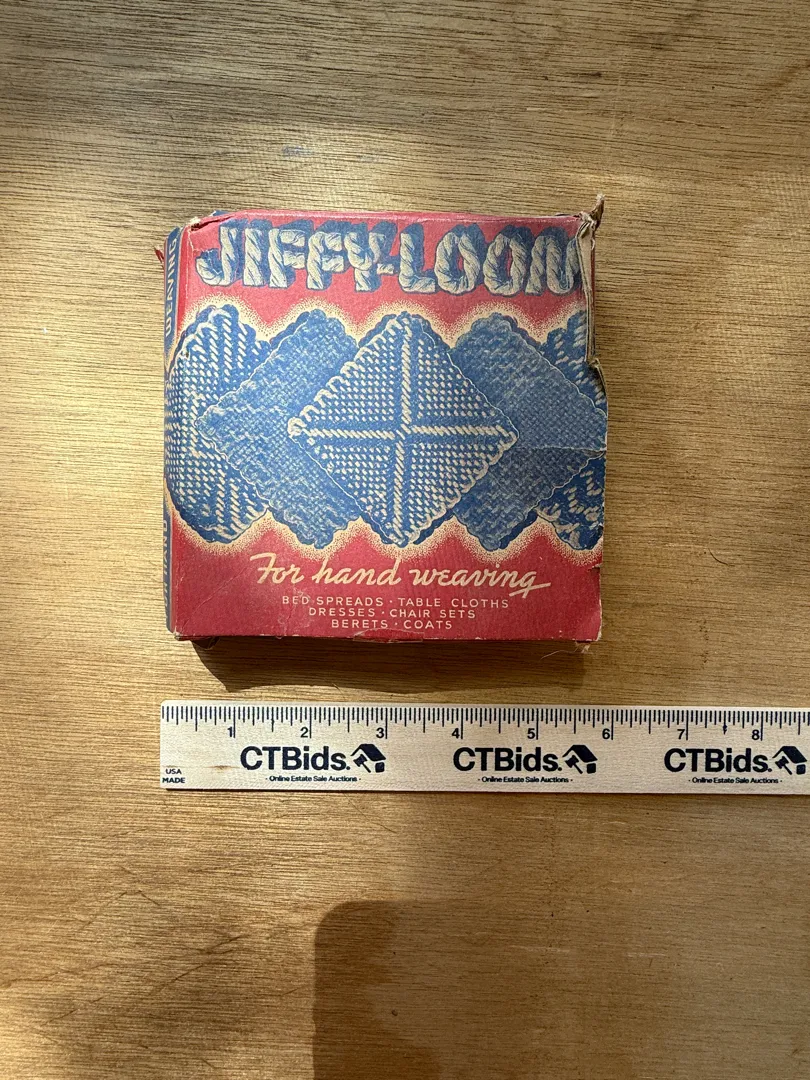 JIFFY-LOOM
For hand weaving
BED SPREADS · TABLE CLOTHS
DRESSES · CHAIR SETS
BERETS · COATS
1 2 3 4 5 6 7 8
CTBids. CTBids. CTBids.
· Online Estate Sale Auctions · · Online Estate Sale Auctions · · Online Estate Sale Auctions ·
USA
MADE